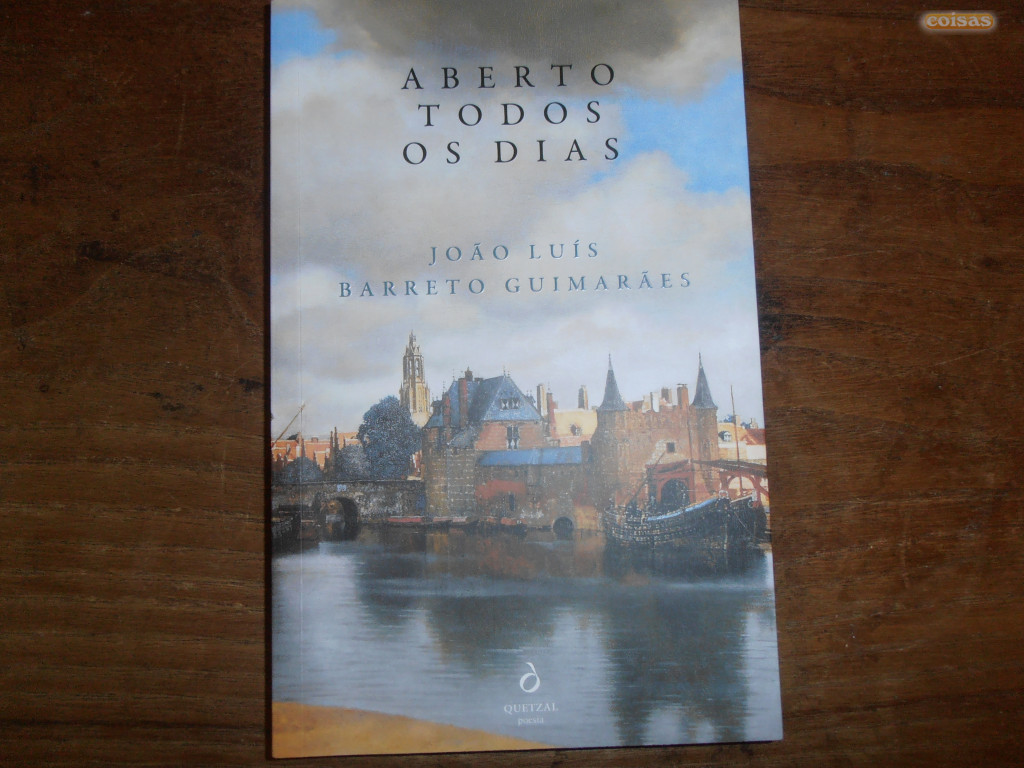 coisas
ABERTO
TODOS
OS DIAS
JOÃO LUÍS
BARRETO GUIMARÃES
QUETZAL
poesia